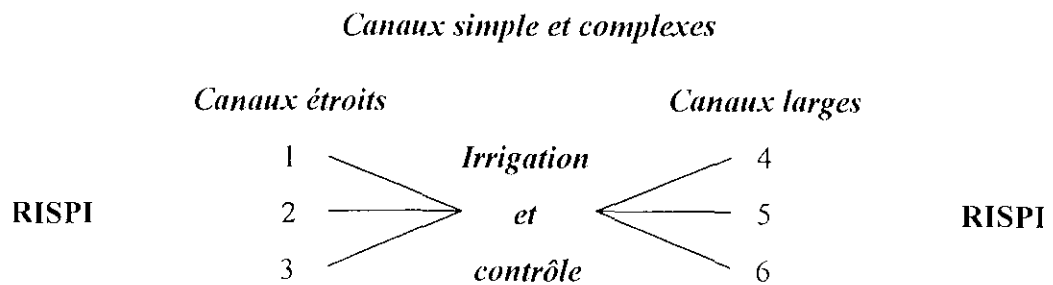 Canaux simple et complexes
Canaux étroits Canaux larges
1 Irrigation 4
RISPI 2 et 5 RISPI
3 contrôle 6